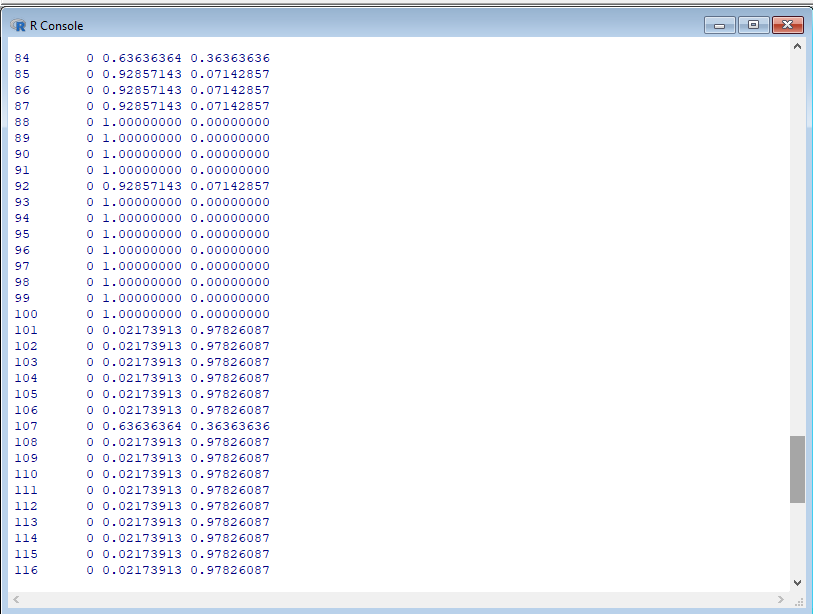 R Console
84 0 0.63636364 0.36363636
85 0 0.92857143 0.07142857
86 0 0.92857143 0.07142857
87 0 0.92857143 0.07142857
88 0 1.00000000 0.00000000
89 0 1.00000000 0.00000000
90 0 1.00000000 0.00000000
91 0 1.00000000 0.00000000
92 0 0.92857143 0.07142857
93 0 1.00000000 0.00000000
94 0 1.00000000 0.00000000
95 0 1.00000000 0.00000000
96 0 1.00000000 0.00000000
97 0 1.00000000 0.00000000
98 0 1.00000000 0.00000000
99 0 1.00000000 0.00000000
100 0 1.00000000 0.00000000
101 0 0.02173913 0.97826087
102 0 0.02173913 0.97826087
103 0 0.02173913 0.97826087
104 0 0.02173913 0.97826087
105 0 0.02173913 0.97826087
106 0 0.02173913 0.97826087
107 0 0.63636364 0.36363636
108 0 0.02173913 0.97826087
109 0 0.02173913 0.97826087
110 0 0.02173913 0.97826087
111 0 0.02173913 0.97826087
112 0 0.02173913 0.97826087
113 0 0.02173913 0.97826087
114 0 0.02173913 0.97826087
115 0 0.02173913 0.97826087
116 0 0.02173913 0.97826087